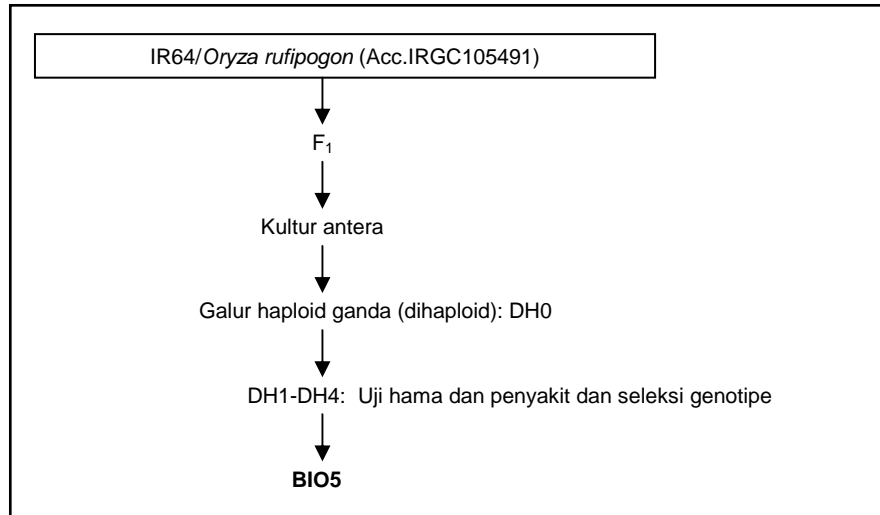 IR64/Oryza rufipogon (Acc.IRGC105491)
F₁
Kultur antera
Galur haploid ganda (dihaploid): DH0
DH1-DH4: Uji hama dan penyakit dan seleksi genotipe
BIO5